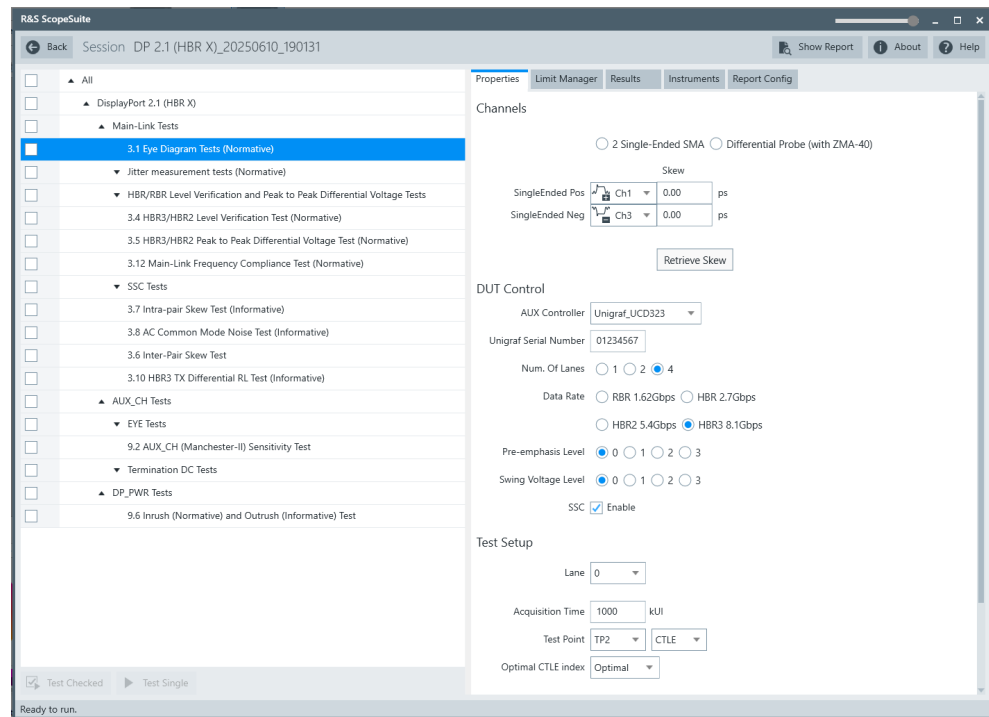 R&S ScopeSuite
Back Session DP 2.1 (HBR X)_20250610_190131 Show Report About Help
All
DisplayPort 2.1 (HBR X)
Main-Link Tests
3.1 Eye Diagram Tests (Normative)
Jitter measurement tests (Normative)
HBR/RBR Level Verification and Peak to Peak Differential Voltage Tests
3.4 HBR3/HBR2 Level Verification Test (Normative)
3.5 HBR3/HBR2 Peak to Peak Differential Voltage Test (Normative)
3.12 Main-Link Frequency Compliance Test (Normative)
SSC Tests
3.7 Intra-pair Skew Test (Informative)
3.8 AC Common Mode Noise Test (Informative)
3.6 Inter-Pair Skew Test
3.10 HBR3 TX Differential RL Test (Informative)
AUX_CH Tests
EYE Tests
9.2 AUX_CH (Manchester-II) Sensitivity Test
Termination DC Tests
DP_PWR Tests
9.6 Inrush (Normative) and Outrush (Informative) Test
Test Checked Test Single
Properties Limit Manager Results Instruments Report Config
Channels
2 Single-Ended SMA Differential Probe (with ZMA-40)
Skew
SingleEnded Pos Ch1 0.00 ps
SingleEnded Neg Ch3 0.00 ps
Retrieve Skew
DUT Control
AUX Controller Unigraf_UCD323
Unigraf Serial Number 01234567
Num. Of Lanes 1 2 4
Data Rate RBR 1.62Gbps HBR 2.7Gbps
HBR2 5.4Gbps HBR3 8.1Gbps
Pre-emphasis Level 0 1 2 3
Swing Voltage Level 0 1 2 3
SSC Enable
Test Setup
Lane 0
Acquisition Time 1000 kUI
Test Point TP2 CTLE
Optimal CTLE index Optimal
Ready to run.